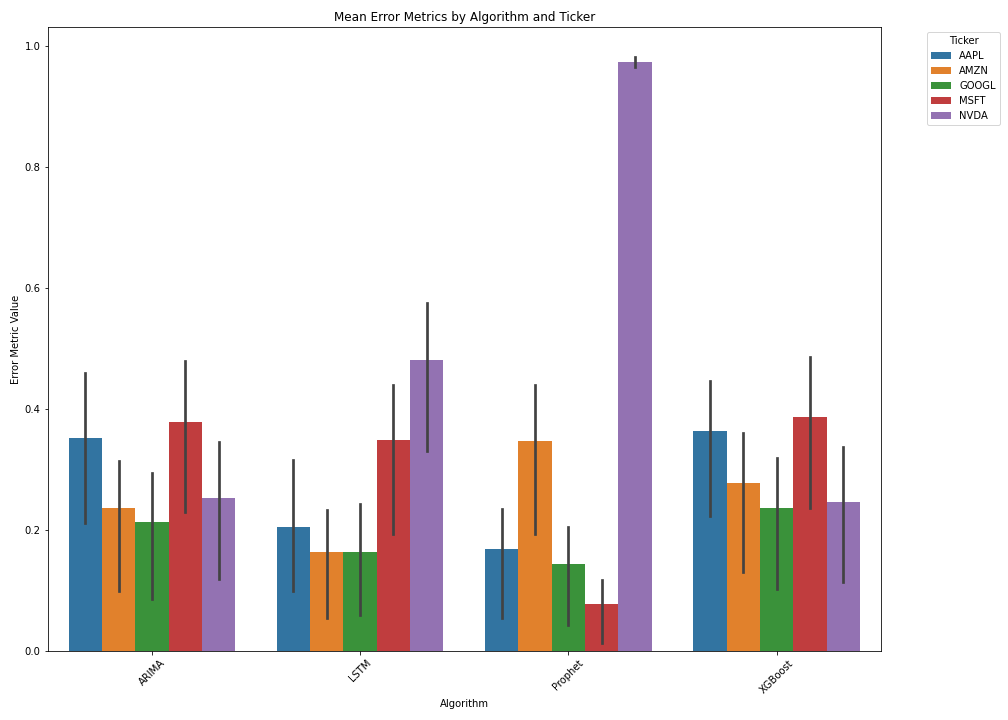 Mean Error Metrics by Algorithm and Ticker
Ticker
AAPL
AMZN
GOOGL
MSFT
NVDA
Error Metric Value
1.0
0.8
0.6
0.4
0.2
0.0
ARIMA
LSTM
Prophet
XGBoost
Algorithm